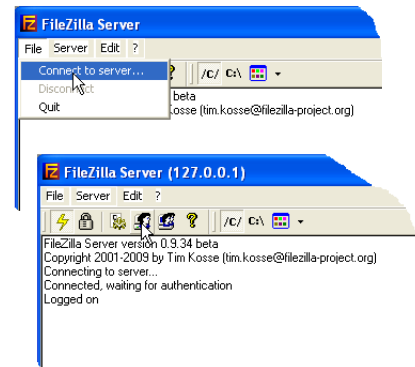 FileZilla Server
File Server Edit ?
Connect to server... ? /C/ C:\
Disconnect beta
Quit Kosse (tim.kosse@filezilla-project.org)
FileZilla Server (127.0.0.1)
File Server Edit ?
? /C/ C:\
FileZilla Server version 0.9.34 beta
Copyright 2001-2009 by Tim Kosse (tim.kosse@filezilla-project.org)
Connecting to server...
Connected, waiting for authentication
Logged on